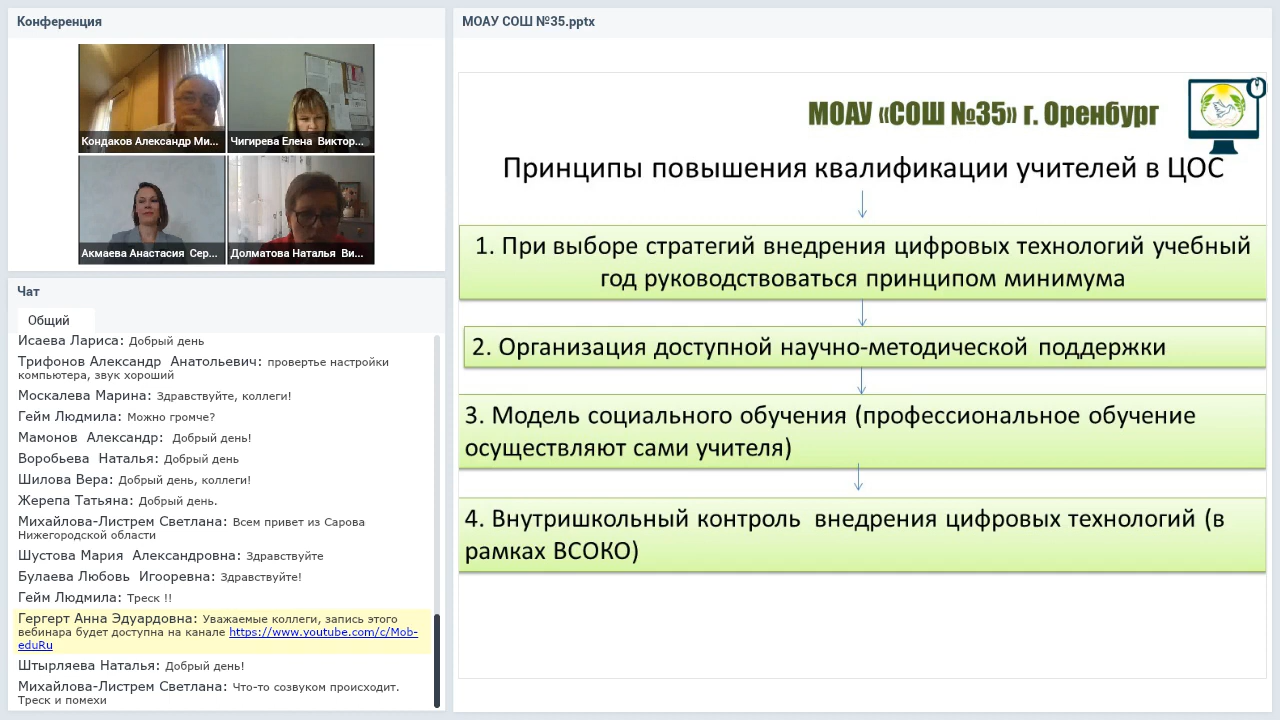 Конференция
Кондаков Александр Ми...
Чигирева Елена Виктор...
Акмаева Анастасия Сер...
Долматова Наталья Ви...
Чат
Общий
Исаева Лариса: Добрый день
Трифонов Александр Анатольевич: провертье настройки
компьютера, звук хороший
Москалева Марина: Здравствуйте, коллеги!
Гейм Людмила: Можно громче?
Мамонов Александр: Добрый день!
Воробьева Наталья: Добрый день
Шилова Вера: Добрый день, коллеги!
Жерепа Татьяна: Добрый день.
Михайлова-Листрем Светлана: Всем привет из Сарова
Нижегородской области
Шустова Мария Александровна: Здравствуйте
Булаева Любовь Игооревна: Здравствуйте!
Гейм Людмила: Треск !!
Гергерт Анна Эдуардовна: Уважаемые коллеги, запись этого
вебинара будет доступна на канале https://www.youtube.com/c/Mob-
eduRu
Штырляева Наталья: Добрый день!
Михайлова-Листрем Светлана: Что-то созвуком происходит.
Треск и помехи
МОАУ СОШ №35.pptx
МОАУ «СОШ №35» г. Оренбург
Принципы повышения квалификации учителей в ЦОС
1. При выборе стратегий внедрения цифровых технологий учебный
год руководствоваться принципом минимума
2. Организация доступной научно-методической поддержки
3. Модель социального обучения (профессиональное обучение
осуществляют сами учителя)
4. Внутришкольный контроль внедрения цифровых технологий (в
рамках ВСОКО)